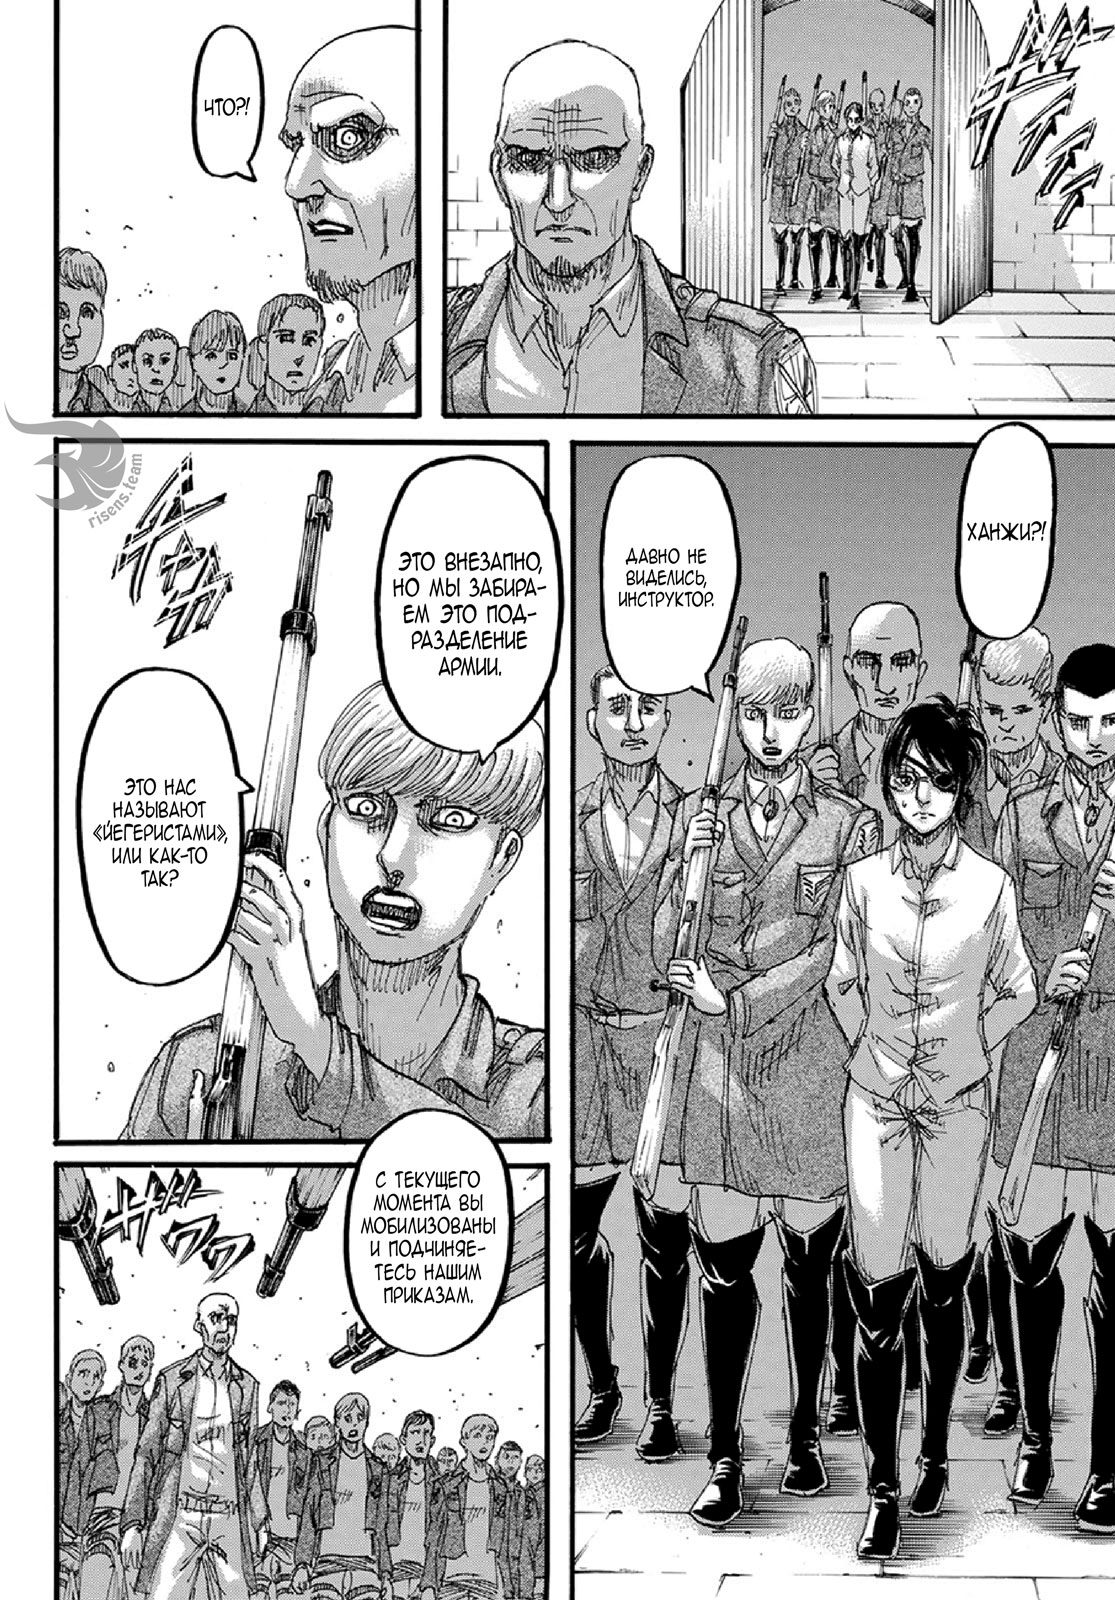 ЧТО?!
ХАНЖИ?!
ДАВНО НЕ
ВИДЕЛИСЬ,
ИНСТРУКТОР.
ЭТО ВНЕЗАПНО,
НО МЫ ЗАБИРА-
ЕМ ЭТО ПОД-
РАЗДЕЛЕНИЕ
АРМИИ.
ЭТО НАС
НАЗЫВАЮТ
«ЙЕГЕРИСТАМИ»,
ИЛИ КАК-ТО
ТАК?
С ТЕКУЩЕГО
МОМЕНТА ВЫ
МОБИЛИЗОВАНЫ
И ПОДЧИНЯЕ-
ТЕСЬ НАШИМ
ПРИКАЗАМ.
risens.team